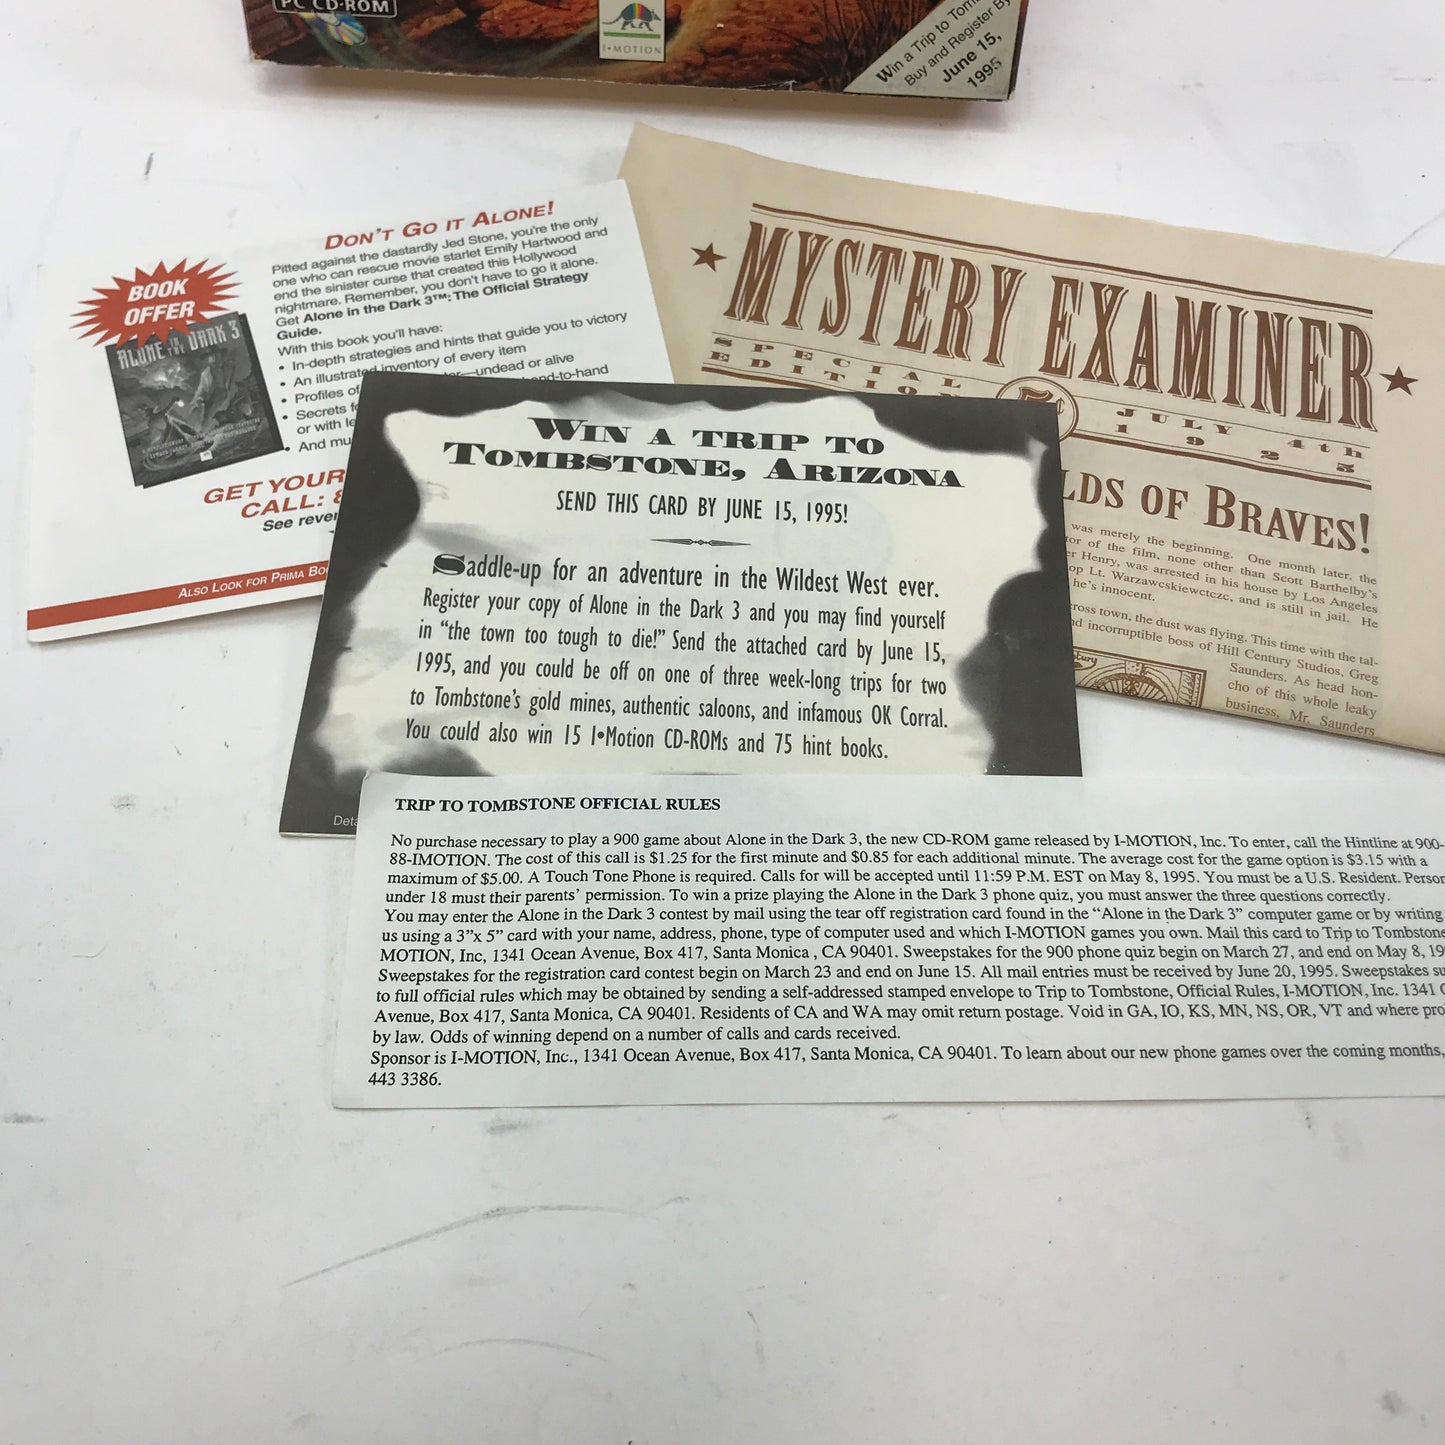 PC CD-ROM
I•MOTION
Win a Trip to
Buy and Register By
June 15,
1995
DON'T GO IT ALONE!
Pitted against the dastardly Jed Stone, you're the only
one who can rescue movie starlet Emily Hartwood and
end the sinister curse that created this Hollywood
nightmare. Remember, you don't have to go it alone.
Get Alone in the Dark 3™: The Official Strategy
Guide.
With this book you'll have:
• In-depth strategies and hints that guide you to victory
• An illustrated inventory of every item
• Profiles of
—undead or alive
• Secrets
-to-hand
or with
• And
BOOK
OFFER
ALONE IN THE DARK 3
GET YOUR
CALL:
See
ALSO LOOK FOR PRIMA
MYSTERY EXAMINER
SPECIAL
EDITION
5¢
JULY 4th
1925
OF BRAVES!
was merely the beginning. One month later, the
of the film, none other than Scott Barthelby's
Henry, was arrested in his house by Los Angeles
Lt. Warzawcskiewctczc, and is still in jail. He
he's innocent.
town, the dust was flying. This time with the tal-
incorruptible boss of Hill Century Studios, Greg
Saunders. As head hon-
cho of this whole leaky
business, Mr. Saunders
WIN A TRIP TO
TOMBSTONE, ARIZONA
SEND THIS CARD BY JUNE 15, 1995!
Saddle-up for an adventure in the Wildest West ever.
Register your copy of Alone in the Dark 3 and you may find yourself
in "the town too tough to die!" Send the attached card by June 15,
1995, and you could be off on one of three week-long trips for two
to Tombstone's gold mines, authentic saloons, and infamous OK Corral.
You could also win 15 I•Motion CD-ROMs and 75 hint books.
TRIP TO TOMBSTONE OFFICIAL RULES
No purchase necessary to play a 900 game about Alone in the Dark 3, the new CD-ROM game released by I-MOTION, Inc. To enter, call the Hintline at 900-
88-IMOTION. The cost of this call is $1.25 for the first minute and $0.85 for each additional minute. The average cost for the game option is $3.15 with a
maximum of $5.00. A Touch Tone Phone is required. Calls for will be accepted until 11:59 P.M. EST on May 8, 1995. You must be a U.S. Resident.
under 18 must their parents' permission. To win a prize playing the Alone in the Dark 3 phone quiz, you must answer the three questions correctly.
You may enter the Alone in the Dark 3 contest by mail using the tear off registration card found in the "Alone in the Dark 3" computer game or by writing
us using a 3"x 5" card with your name, address, phone, type of computer used and which I-MOTION games you own. Mail this card to Trip to Tombstone
MOTION, Inc, 1341 Ocean Avenue, Box 417, Santa Monica , CA 90401. Sweepstakes for the 900 phone quiz begin on March 27, and end on May 8,
Sweepstakes for the registration card contest begin on March 23 and end on June 15. All mail entries must be received by June 20, 1995. Sweepstakes
to full official rules which may be obtained by sending a self-addressed stamped envelope to Trip to Tombstone, Official Rules, I-MOTION, Inc. 1341
Avenue, Box 417, Santa Monica, CA 90401. Residents of CA and WA may omit return postage. Void in GA, IO, KS, MN, NS, OR, VT and where
by law. Odds of winning depend on a number of calls and cards received.
Sponsor is I-MOTION, Inc., 1341 Ocean Avenue, Box 417, Santa Monica, CA 90401. To learn about our new phone games over the coming months,
443 3386.